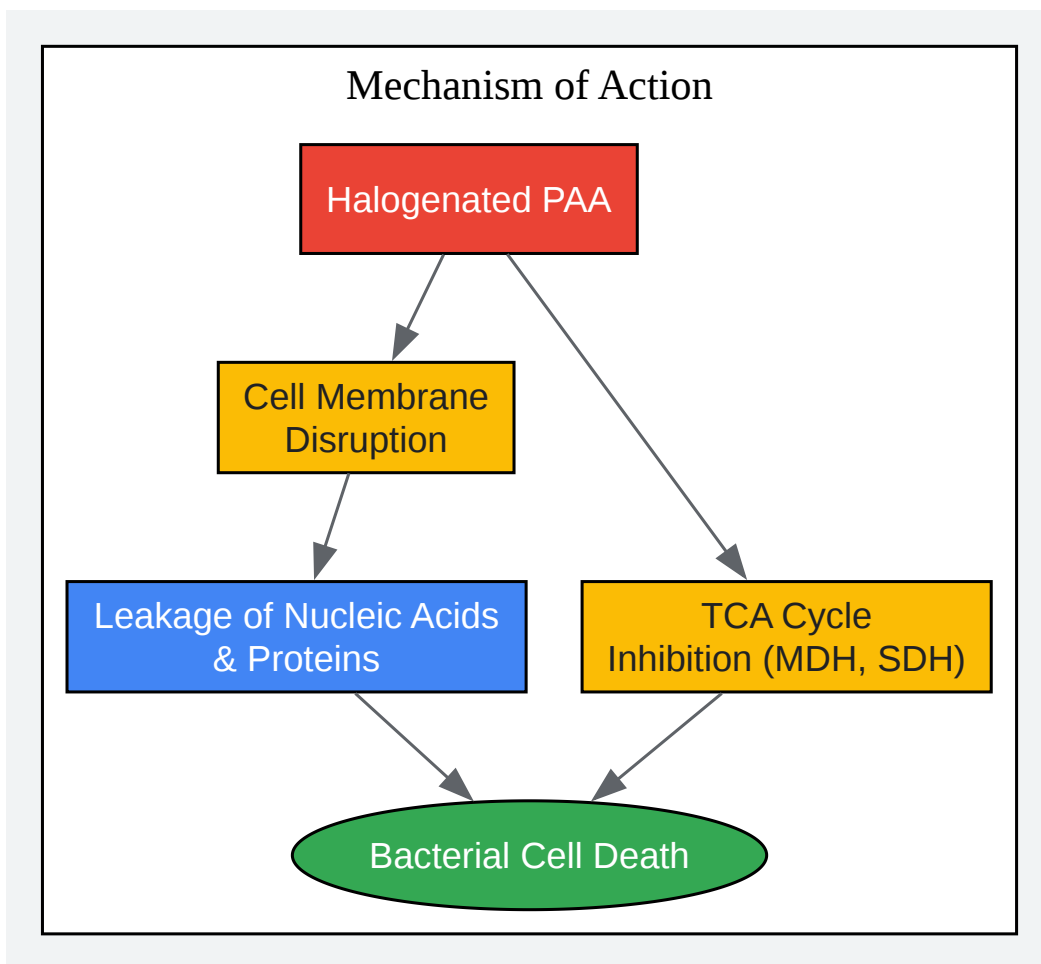 Mechanism of Action
Halogenated PAA
Cell Membrane
Disruption
Leakage of Nucleic Acids
& Proteins
TCA Cycle
Inhibition (MDH, SDH)
Bacterial Cell Death